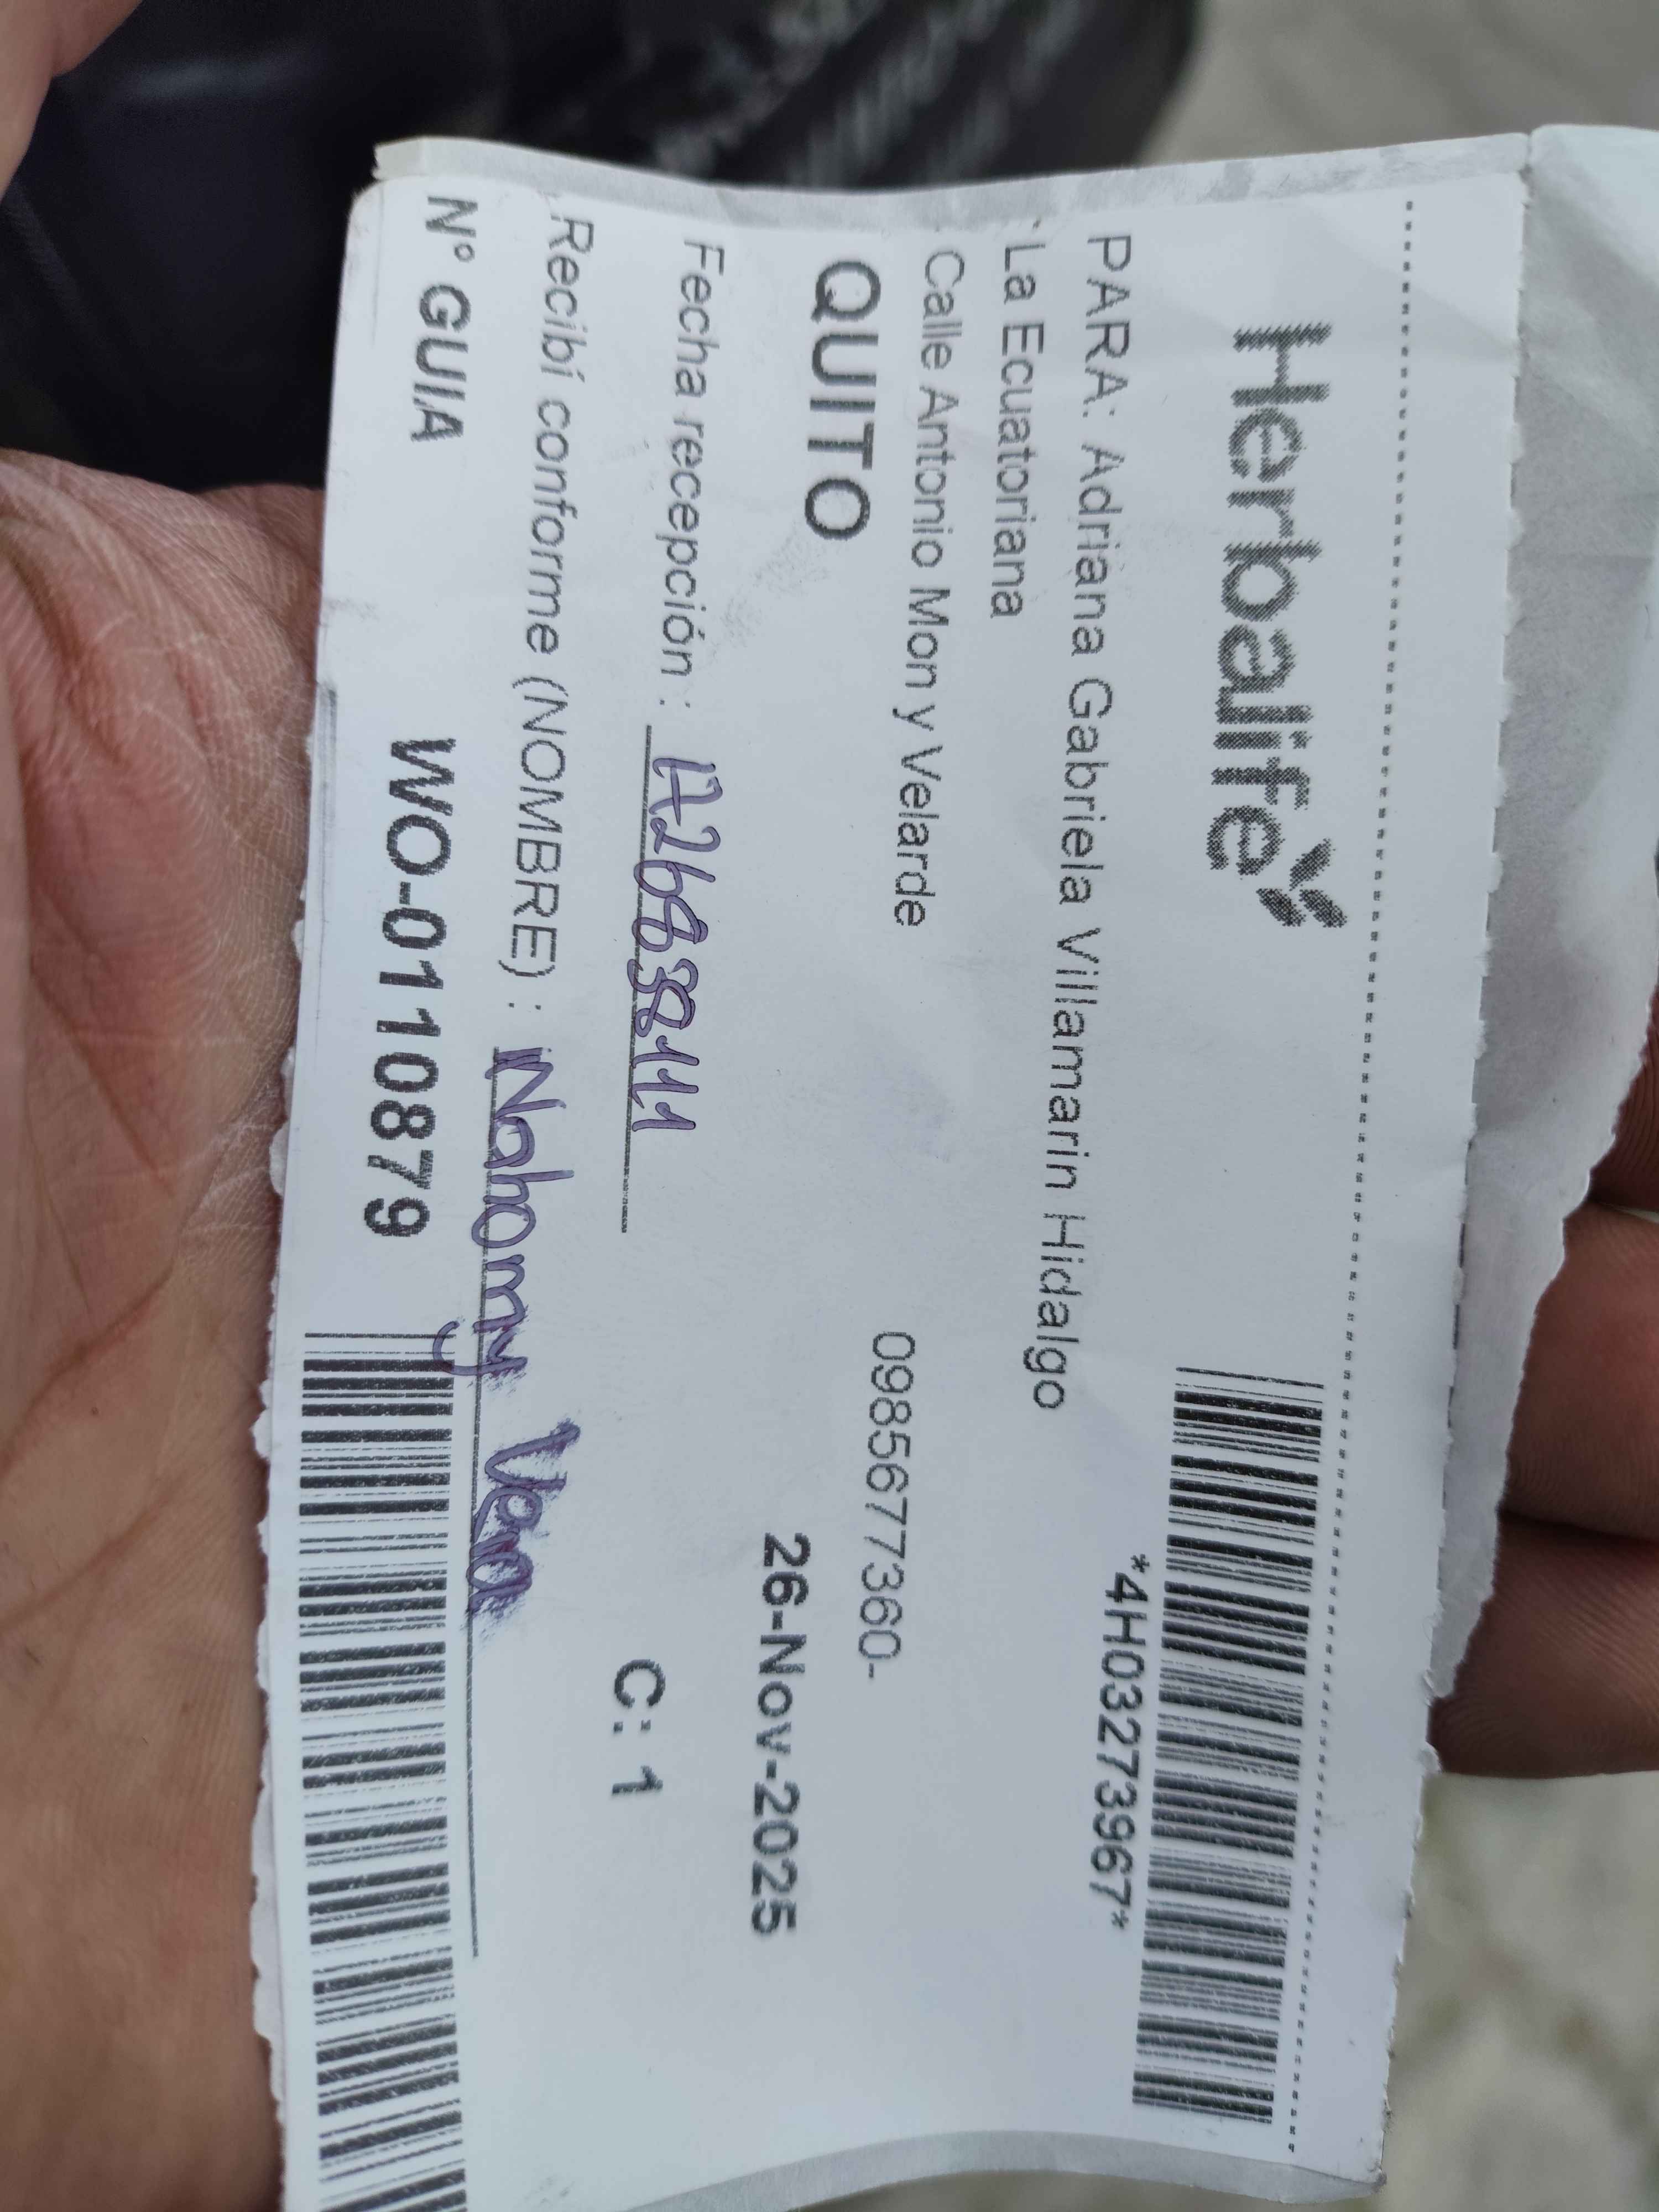 Herbalife
*4H03273967*
PARA: Adriana Gabriela Villamarin Hidalgo
La Ecuatoriana
Calle Antonio Mon y Velarde
0985677360-
QUITO
26-Nov-2025
Fecha recepción :
C: 1
Recibí conforme (NOMBRE) : Nahomy
N° GUIA WO-0110879